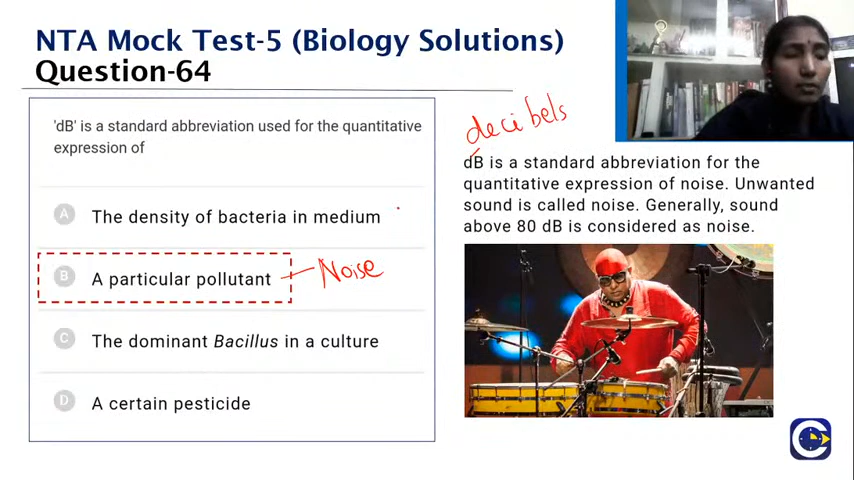 NTA Mock Test-5 (Biology Solutions)
Question-64
'dB' is a standard abbreviation used for the quantitative
expression of
A The density of bacteria in medium
B A particular pollutant
Noise
C The dominant Bacillus in a culture
D A certain pesticide
decibels
dB is a standard abbreviation for the
quantitative expression of noise. Unwanted
sound is called noise. Generally, sound
above 80 dB is considered as noise.